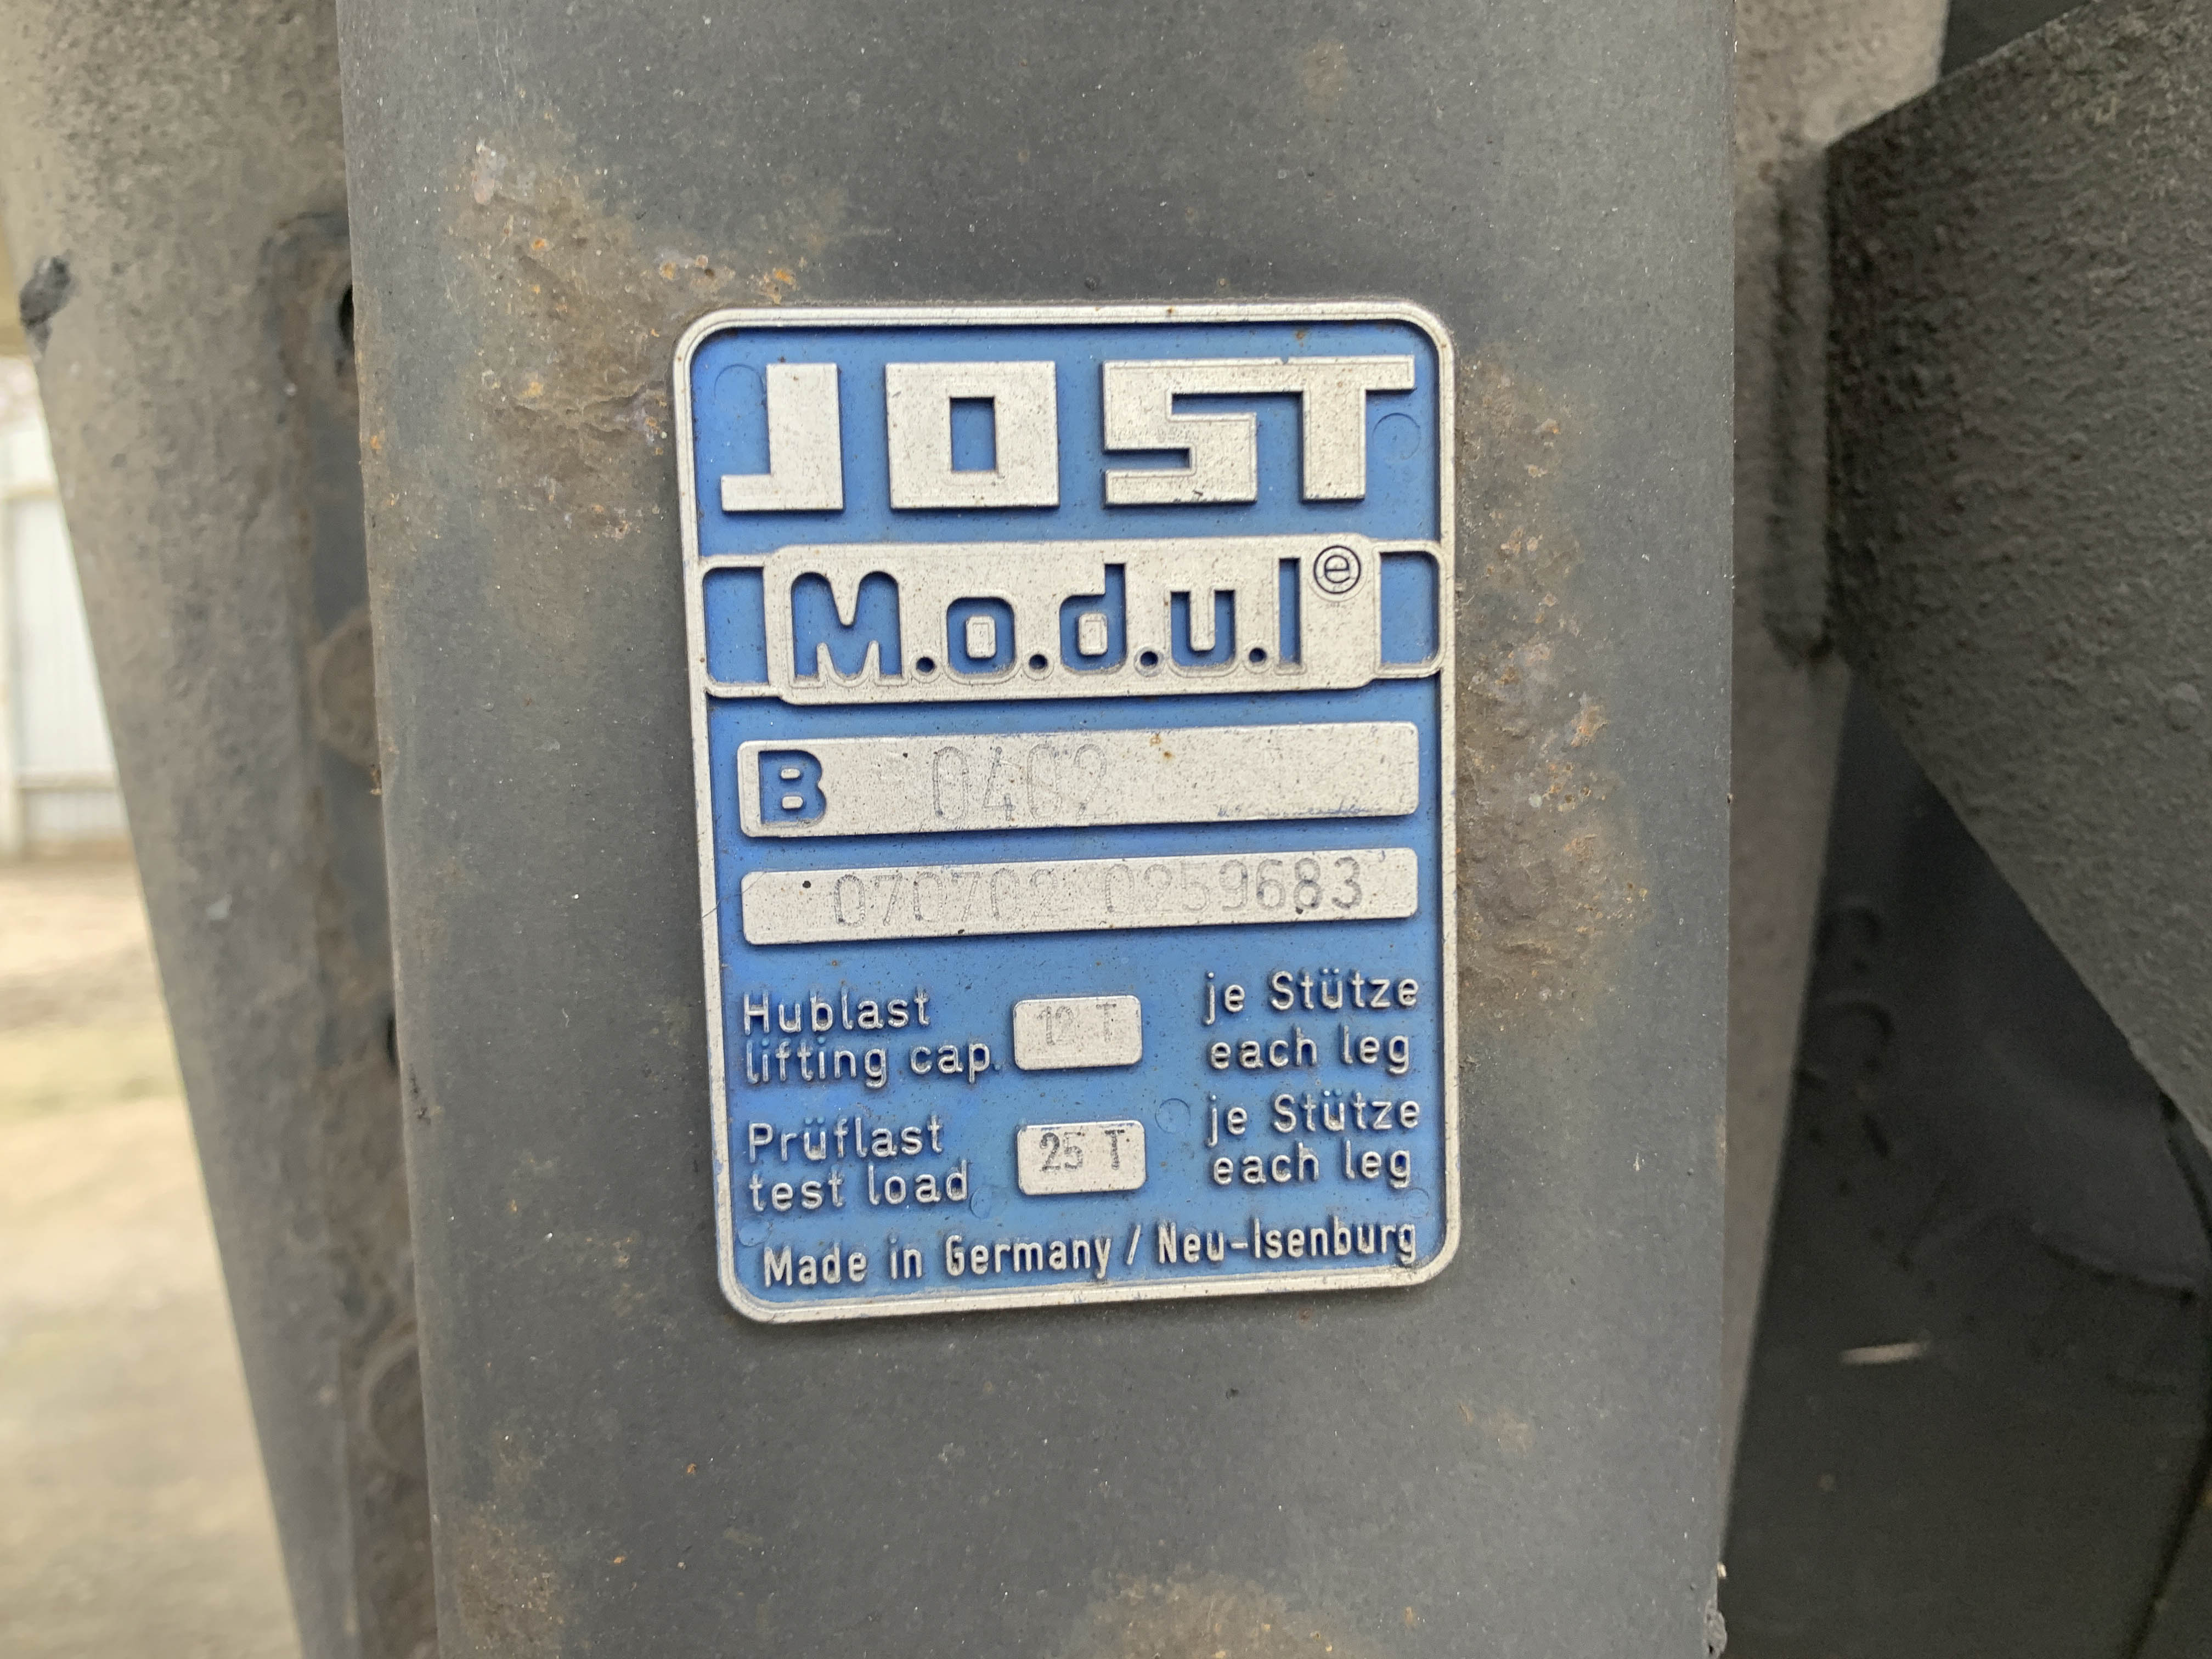 JOST
M.o.d.u.l ®
B 0402
070702 0259683
Hublast
lifting cap. 12 T je Stütze
each leg
Prüflast
test load 25 T je Stütze
each leg
Made in Germany / Neu-Isenburg